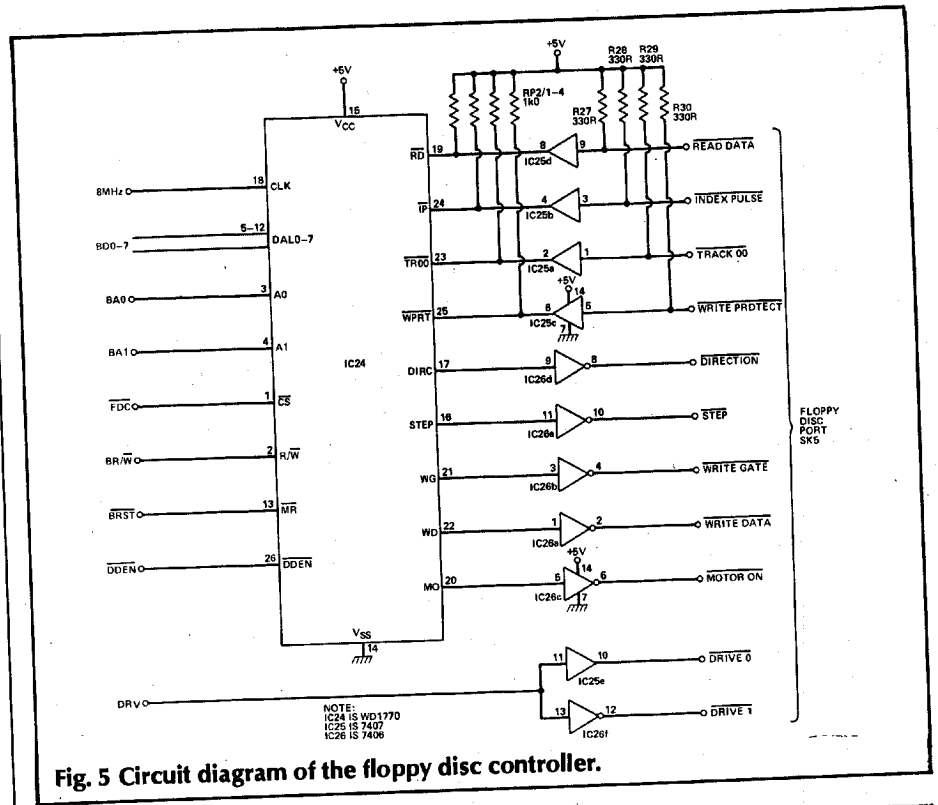 +5V
R28
330R
R29
330R
+5V
RP2/1-4
1k0
R27
330R
R30
330R
15
VCC
19
RD
8
9
IC25d
READ DATA
8MHz
18
CLK
24
IP
4
3
IC25b
INDEX PULSE
BD0-7
5-12
DAL0-7
23
TR00
2
1
IC25a
TRACK 00
+5V
14
BA0
3
A0
25
WPRT
6
5
7
IC25c
WRITE PROTECT
BA1
4
A1
IC24
DIRC
17
9
8
IC26d
DIRECTION
FDC
1
CS
STEP
16
11
10
IC26e
STEP
FLOPPY
DISC
PORT
SK5
BR/W
2
R/W
WG
21
3
4
IC26b
WRITE GATE
BRST
13
MR
WD
22
1
2
IC26a
WRITE DATA
+5V
14
DDEN
26
DDEN
MO
20
5
6
7
IC26c
MOTOR ON
VSS
14
11
10
IC25e
DRIVE 0
DRV
13
12
IC26f
DRIVE 1
NOTE:
IC24 IS WD1770
IC25 IS 7407
IC26 IS 7406
Fig. 5 Circuit diagram of the floppy disc controller.